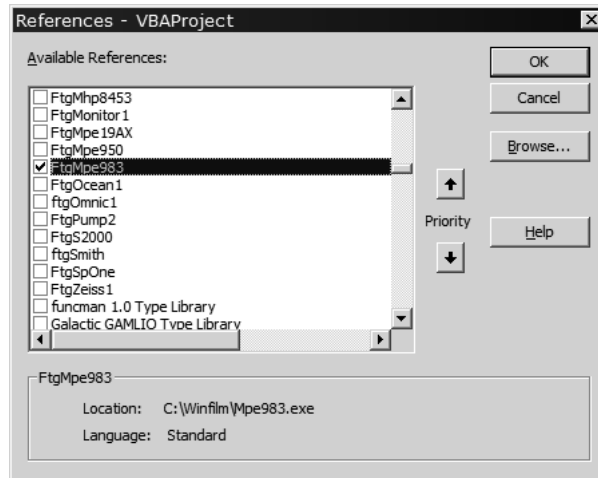 References - VBAProject
Available References:
FtgMhp8453
FtgMonitor1
FtgMpe19AX
FtgMpe950
FtgMpe983
FtgOcean1
ftgOmnic1
FtgPump2
FtgS2000
ftgSmith
FtgSpOne
FtgZeiss1
funcman 1.0 Type Library
Galactic GAMLIO Type Library
Priority
OK
Cancel
Browse...
Help
FtgMpe983
Location: C:\Winfilm\Mpe983.exe
Language: Standard